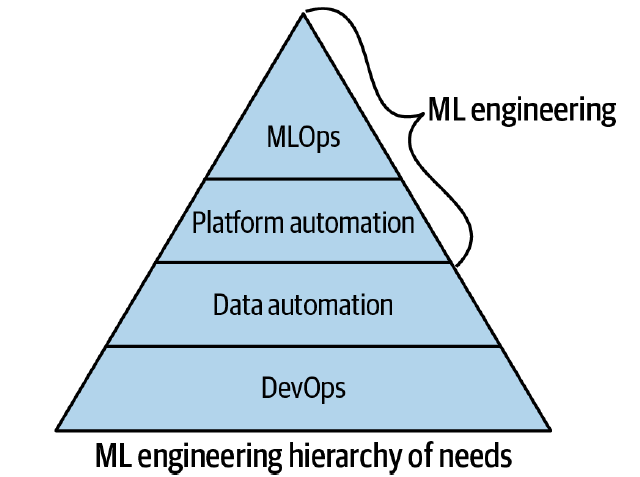 MLOps
ML engineering
Platform automation
Data automation
DevOps
ML engineering hierarchy of needs